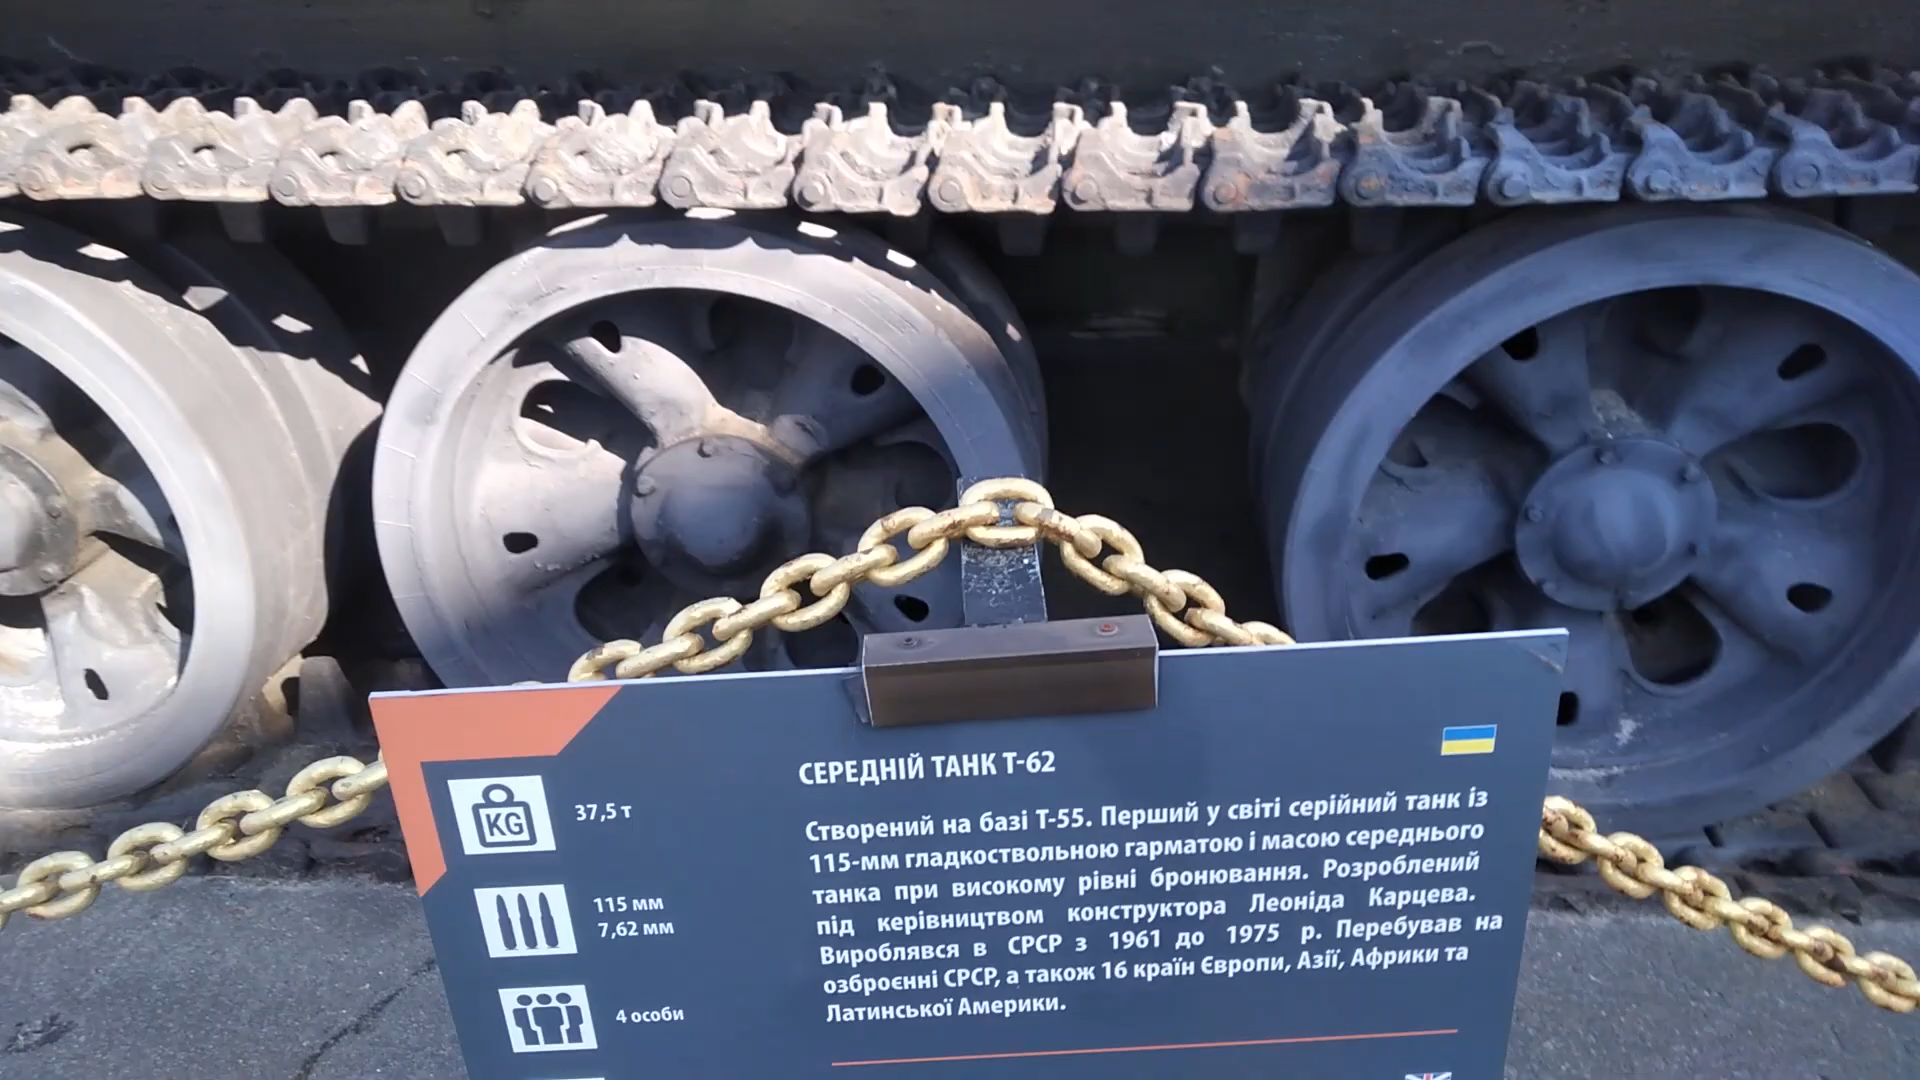 СЕРЕДНІЙ ТАНК Т-62
KG
37,5 т
115 мм
7,62 мм
4 особи
Створений на базі Т-55. Перший у світі серійний танк із
115-мм гладкоствольною гарматою і масою середнього
танка при високому рівні бронювання. Розроблений
під керівництвом конструктора Леоніда Карцева.
Вироблявся в СРСР з 1961 до 1975 р. Перебував на
озброєнні СРСР, а також 16 країн Європи, Азії, Африки та
Латинської Америки.